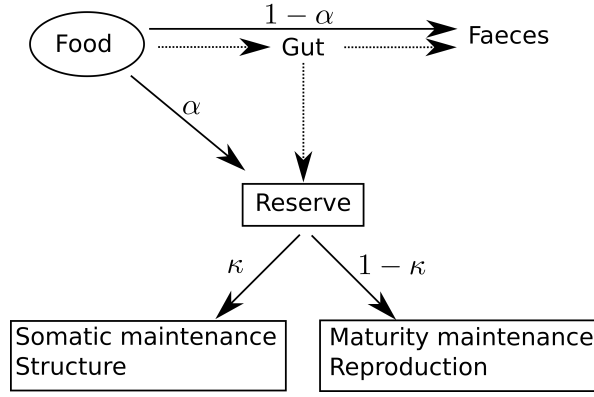 1 − α
Food
Gut
Faeces
α
Reserve
κ
1 − κ
Somatic maintenance
Structure
Maturity maintenance
Reproduction